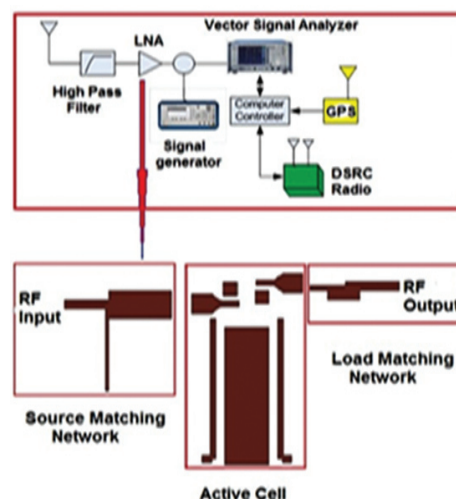 Vector Signal Analyzer
LNA
High Pass
Filter
Signal
generator
Computer
Controller
GPS
DSRC
Radio
RF
Input
RF
Output
Source Matching
Network
Load Matching
Network
Active Cell